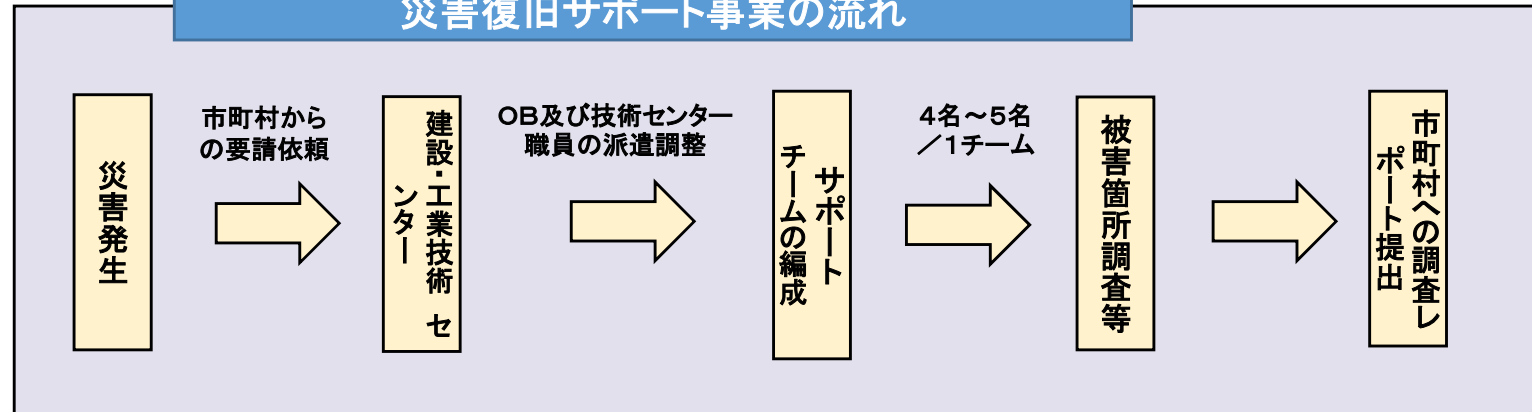 災害復旧サポート事業の流れ
災害発生
市町村から
の要請依頼
建設・工業技術 セ
ンター
OB及び技術センター
職員の派遣調整
サポート
チームの編成
4名~5名
/1チーム
被害箇所調査等
市町村への調査レ
ポート提出